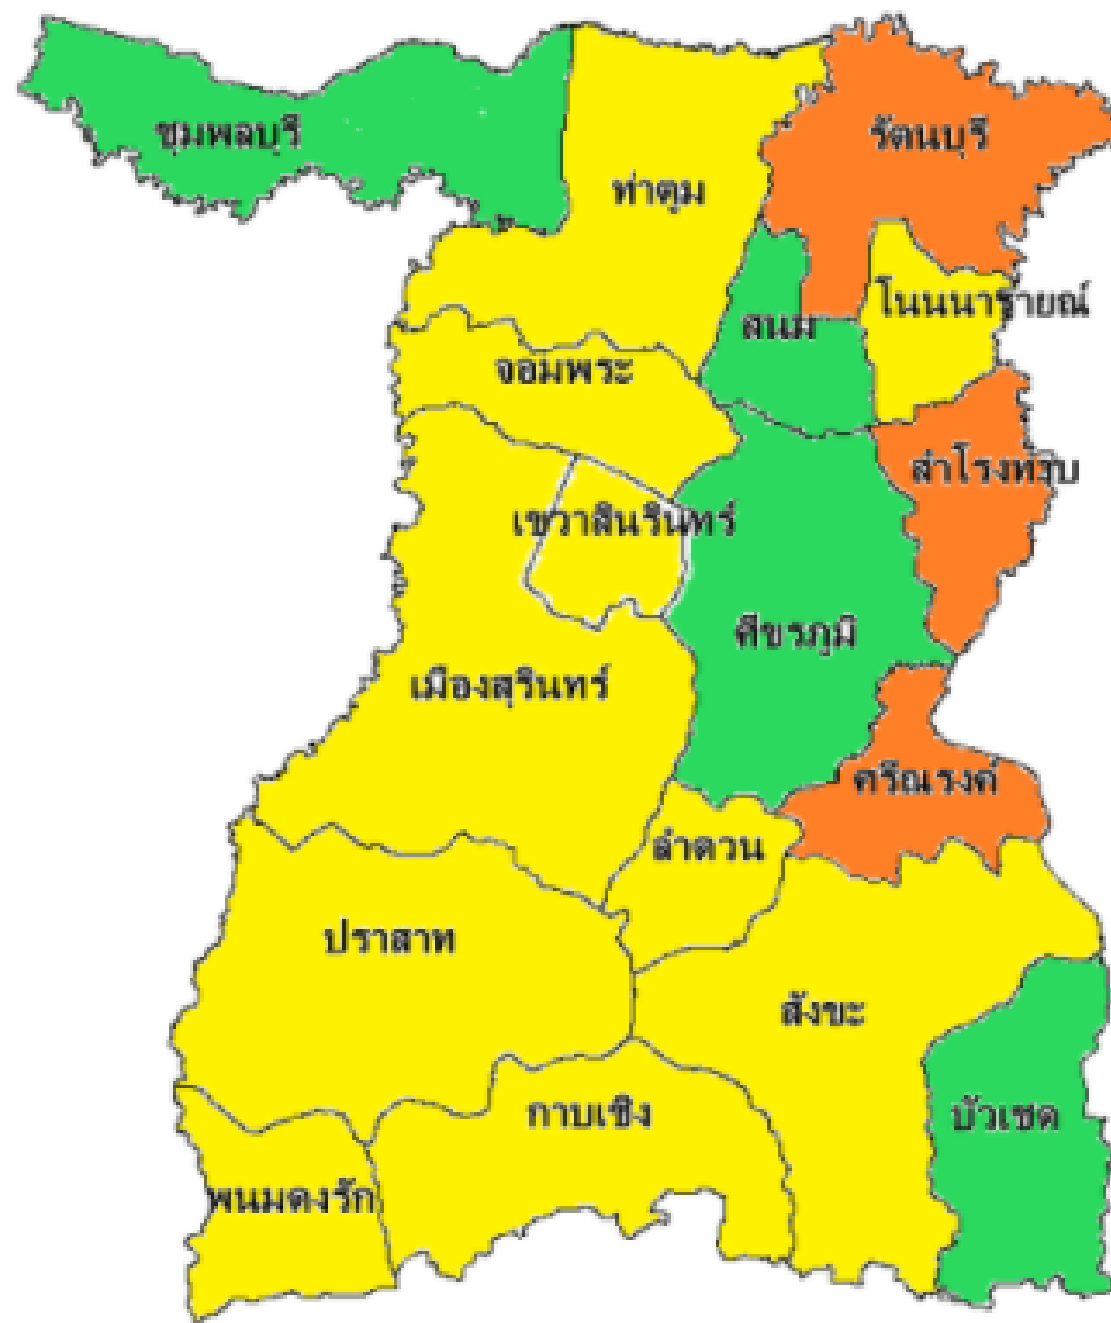 ชุมพลบุรี
รัตนบุรี
ท่าตูม
โนนนารายณ์
สนม
จอมพระ
สำโรงทาบ
เขวาสินรินทร์
ศีขรภูมิ
เมืองสุรินทร์
ศรีณรงค์
ลำดวน
ปราสาท
สังขะ
กาบเชิง
บัวเชด
พนมดงรัก